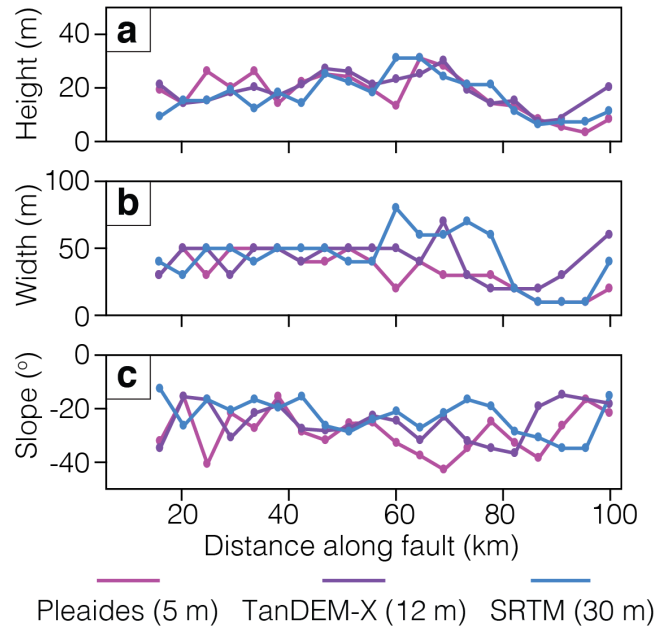 a
Height (m)
40
20
0
b
Width (m)
100
50
0
c
Slope (º)
0
-20
-40
20 40 60 80 100
Distance along fault (km)
Pleaides (5 m) TanDEM-X (12 m) SRTM (30 m)